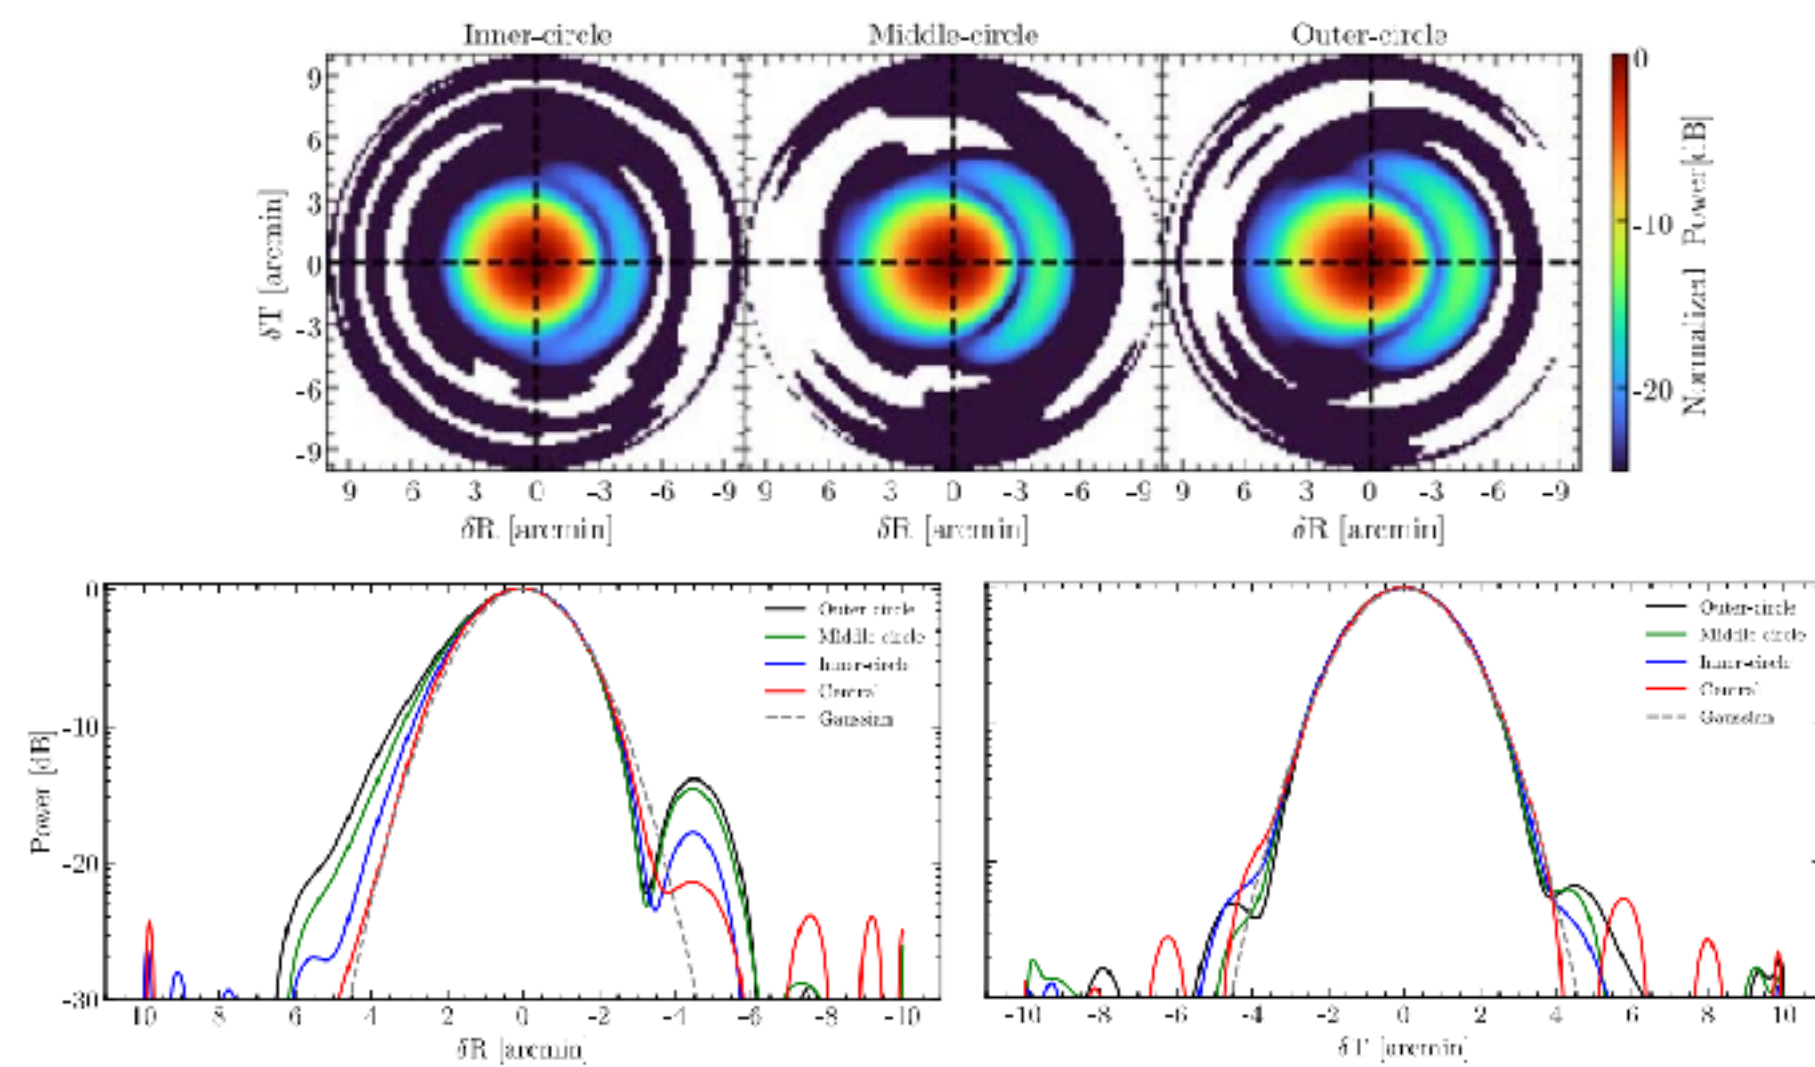 Inner-circle Middle-circle Outer-circle
9 6 3 0 -3 -6 -9
δT [arcmin]
9 6 3 0 -3 -6 -9
9 6 3 0 -3 -6 -9
9 6 3 0 -3 -6 -9
δR [arcmin] δR [arcmin] δR [arcmin]
0 -10 -20
Normalized Power[dB]
0 -10 -20 -30
Power [dB]
Outer-circle
Middle-circle
Inner-circle
Central
Gaussian
10 8 6 4 2 0 -2 -4 -6 -8 -10
δR [arcmin]
Outer-circle
Middle-circle
Inner-circle
Central
Gaussian
-10 -8 -6 -4 -2 0 2 4 6 8 10
δT [arcmin]